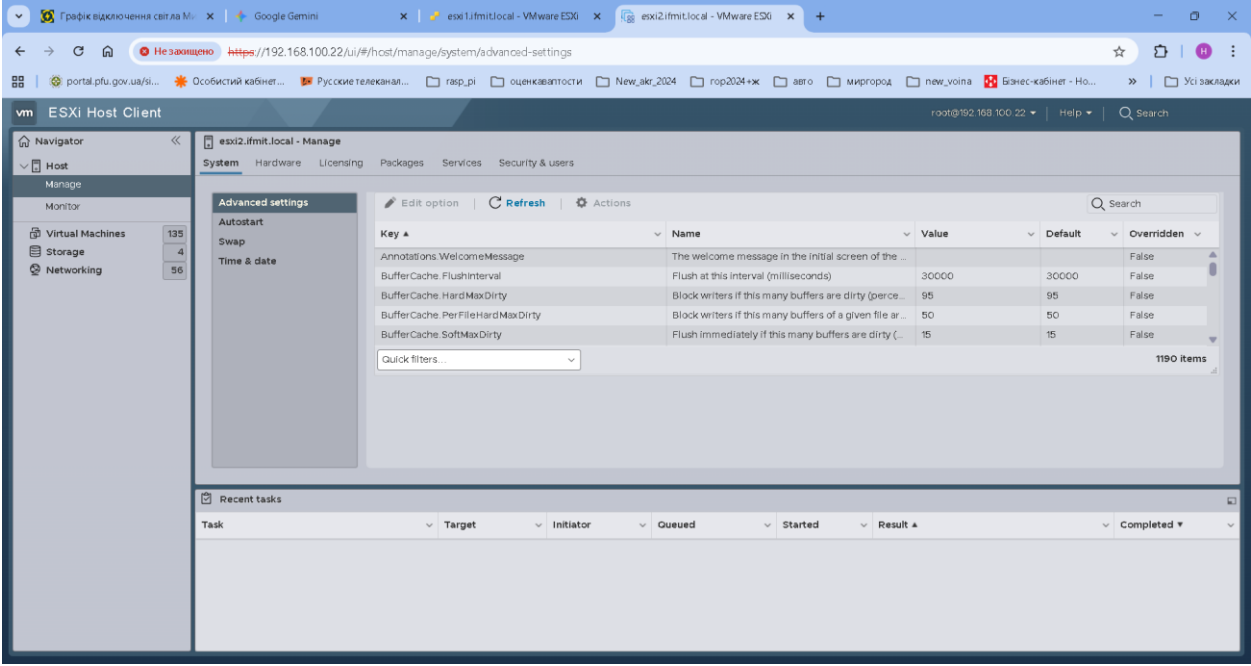 Графік відключення світла Ми
Google Gemini
esxi1.ifmit.local - VMware ESXi
esxi2.ifmit.local - VMware ESXi
Не захищено https://192.168.100.22/ui/#/host/manage/system/advanced-settings
H
portal.pfu.gov.ua/si...
Особистий кабінет...
Русские телеканал...
rasp_pi
оценкавартости
New_akr_2024
гор2024+ж
авто
миргород
new_voina
Бізнес-кабінет - Но...
»
Усі закладки
vm ESXi Host Client
root@192.168.100.22
Help
Search
Navigator
Host
Manage
Monitor
Virtual Machines 135
Storage 4
Networking 56
esxi2.ifmit.local - Manage
System Hardware Licensing Packages Services Security & users
Advanced settings
Autostart
Swap
Time & date
Edit option | Refresh | Actions
Search
Key Name Value Default Overridden
Annotations.WelcomeMessage The welcome message in the initial screen of the ... False
BufferCache.FlushInterval Flush at this interval (milliseconds) 30000 30000 False
BufferCache.HardMaxDirty Block writers if this many buffers are dirty (perce... 95 95 False
BufferCache.PerFileHardMaxDirty Block writers if this many buffers of a given file ar... 50 50 False
BufferCache.SoftMaxDirty Flush immediately if this many buffers are dirty (... 15 15 False
Quick filters...
1190 items
Recent tasks
Task Target Initiator Queued Started Result Completed